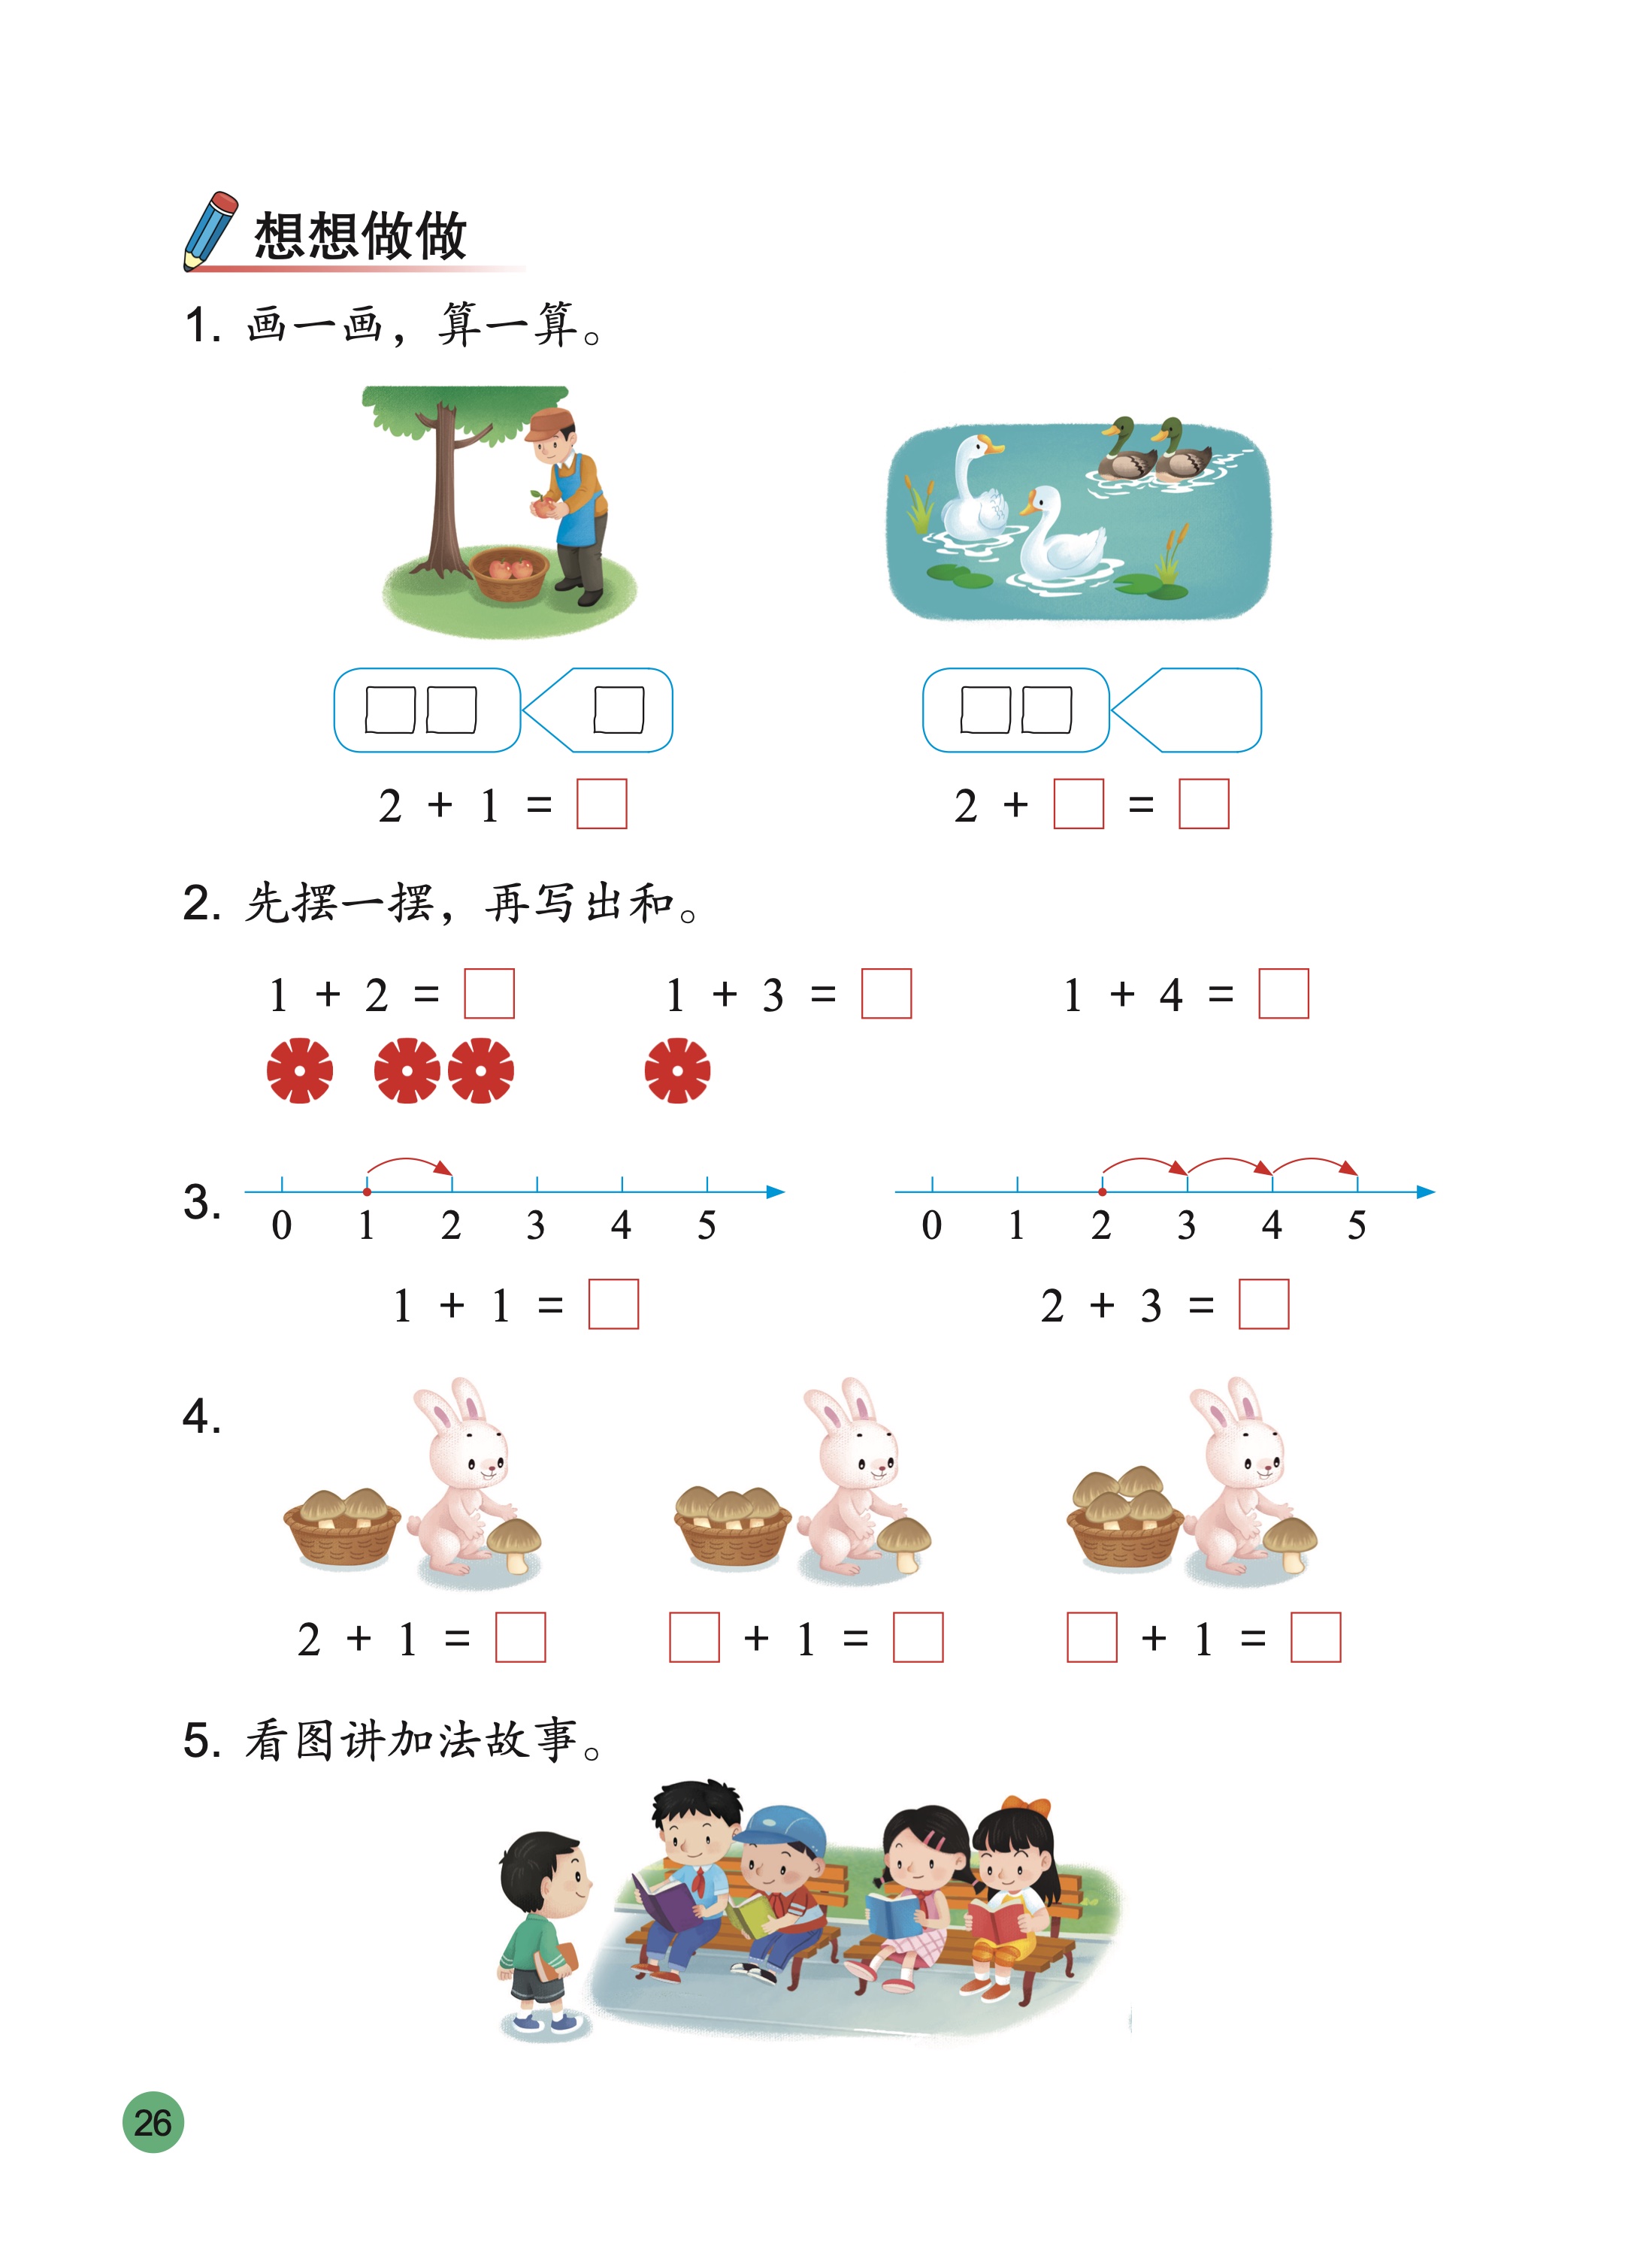 想想做做
1. 画一画，算一算。
2 + 1 = □
2 + □ = □
2. 先摆一摆，再写出和。
1 + 2 = □
1 + 3 = □
1 + 4 = □
3.
0 1 2 3 4 5
0 1 2 3 4 5
1 + 1 = □
2 + 3 = □
4.
2 + 1 = □
□ + 1 = □
□ + 1 = □
5. 看图讲加法故事。
26